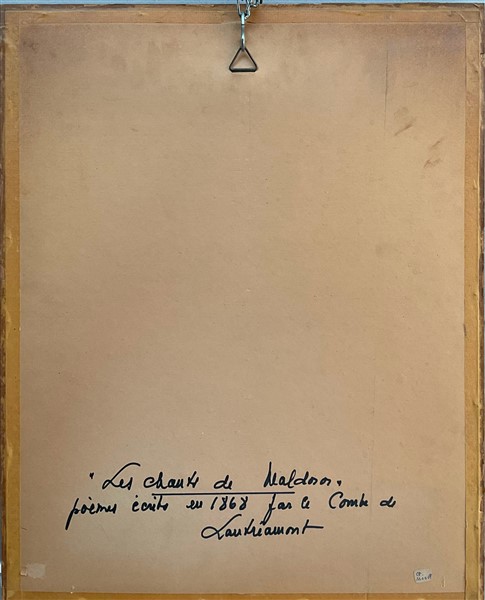 "Les chants de Maldoror"
poèmes écrits en 1868 par le Comte de
Lautréamont